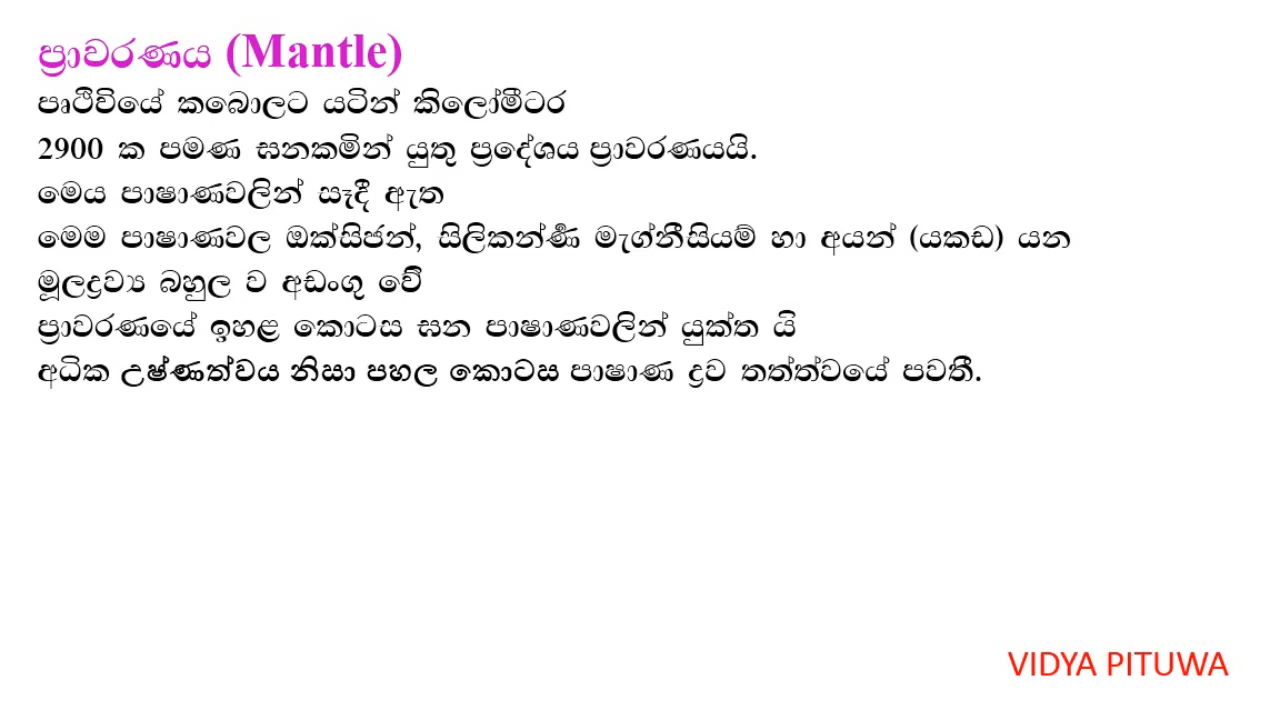 ප්‍රාවරණය (Mantle)
පෘථිවියේ කබොලට යටින් කිලෝමීටර
2900 ක පමණ ඝනකමින් යුතු ප්‍රදේශය ප්‍රාවරණයයි.
මෙය පාෂාණවලින් සෑදී ඇත
මෙම පාෂාණවල ඔක්සිජන්, සිලිකන්ණී මැග්නීසියම් හා අයන් (යකඩ) යන
මූලද්‍රව්‍ය බහුල ව අඩංගු වේ
ප්‍රාවරණයේ ඉහළ කොටස ඝන පාෂාණවලින් යුක්ත යි
අධික උෂ්ණත්වය නිසා පහල කොටස පාෂාණ ද්‍රව තත්ත්වයේ පවතී.
VIDYA PITUWA